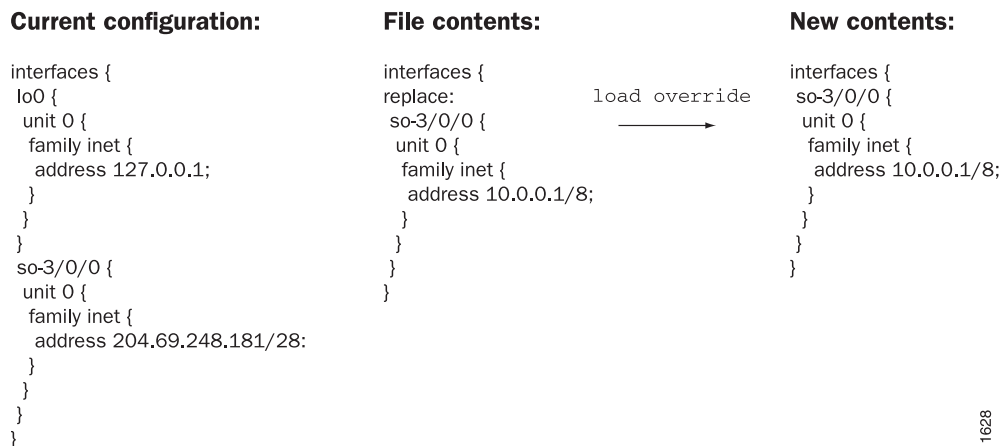 Current configuration:
interfaces {
lo0 {
unit 0 {
family inet {
address 127.0.0.1;
}
}
}
so-3/0/0 {
unit 0 {
family inet {
address 204.69.248.181/28:
}
}
}
}
File contents:
interfaces {
replace:
so-3/0/0 {
unit 0 {
family inet {
address 10.0.0.1/8;
}
}
}
}
load override
New contents:
interfaces {
so-3/0/0 {
unit 0 {
family inet {
address 10.0.0.1/8;
}
}
}
}
1628